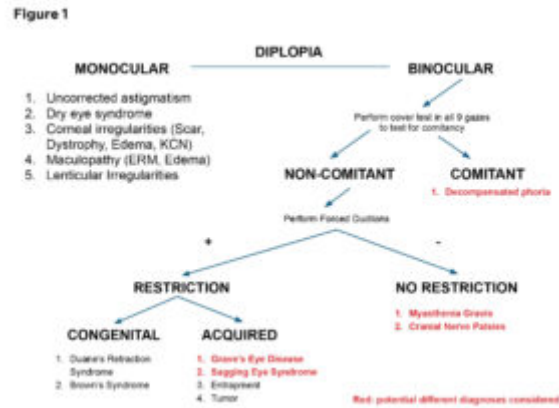 Figure 1
DIPLOPIA
MONOCULAR
BINOCULAR
1. Uncorrected astigmatism
2. Dry eye syndrome
3. Corneal irregularities (Scar,
Dystrophy, Edema, KCN)
4. Maculopathy (ERM, Edema)
5. Lenticular Irregularities
Perform cover test in all 9 gazes
to test for comitancy
NON-COMITANT
COMITANT
1. Decompensated phoria
Perform Forced Ductions
+
-
RESTRICTION
NO RESTRICTION
1. Myasthenia Gravis
2. Cranial Nerve Palsies
CONGENITAL
ACQUIRED
1. Duane's Retraction
Syndrome
2. Brown's Syndrome
1. Grave's Eye Disease
2. Sagging Eye Syndrome
3. Entrapment
4. Tumor
Red: potential different diagnoses considered